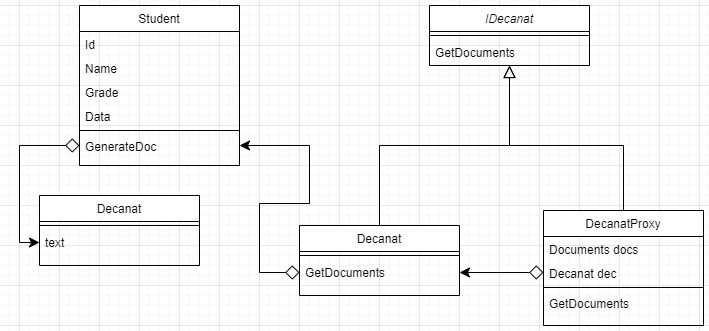 Student
Id
Name
Grade
Data
GenerateDoc
Decanat
text
IDecanat
GetDocuments
Decanat
GetDocuments
DecanatProxy
Documents docs
Decanat dec
GetDocuments